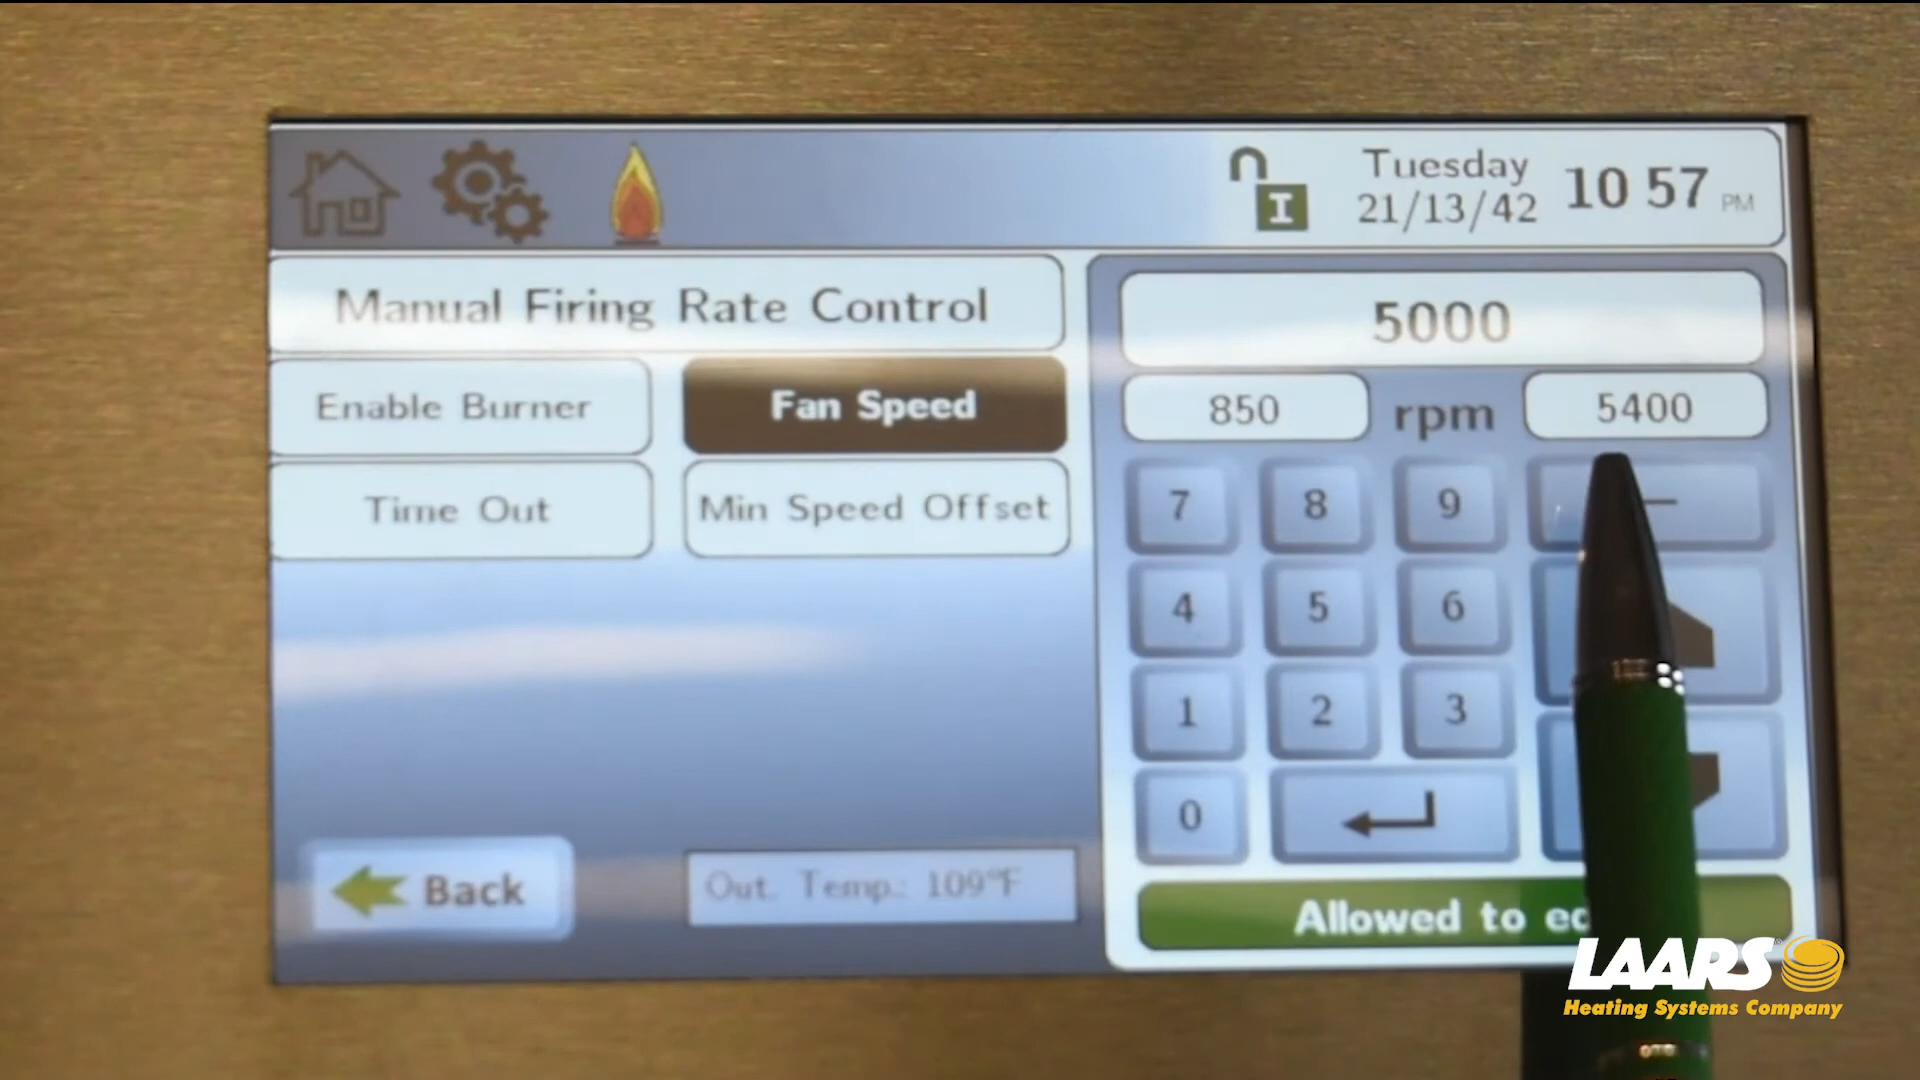 I
Tuesday
21/13/42
10 57 PM
Manual Firing Rate Control
5000
Enable Burner
Fan Speed
850 rpm 5400
Time Out
Min Speed Offset
7 8 9 —
4 5 6
1 2 3
0
Back
Out. Temp.: 109°F
Allowed to
LAARS
Heating Systems Company